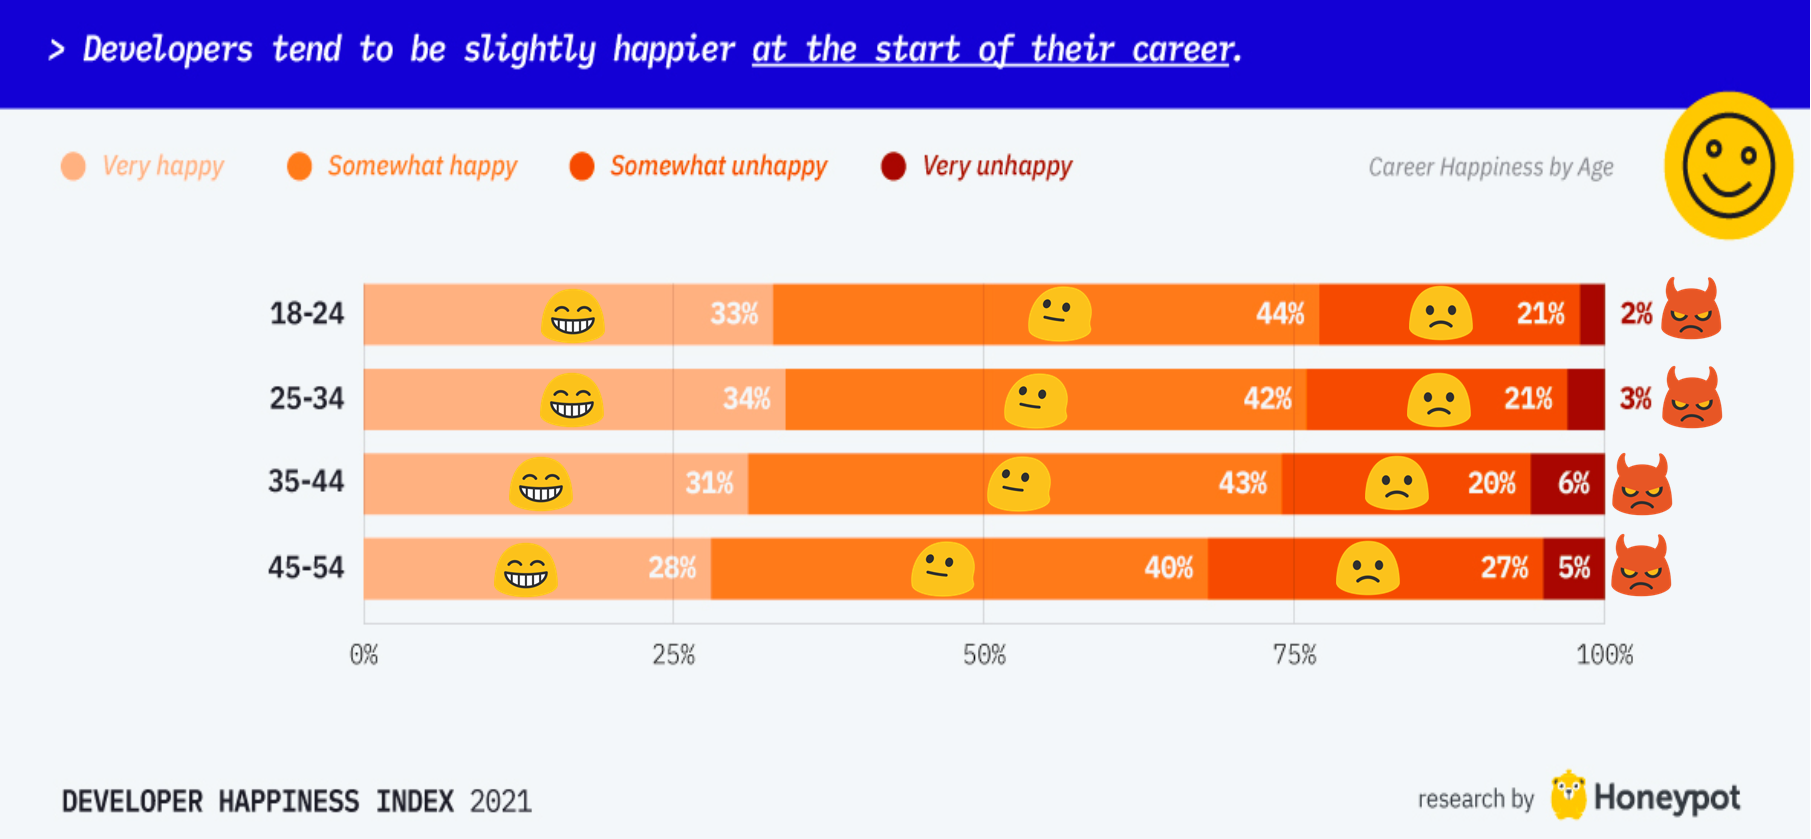 > Developers tend to be slightly happier at the start of their career.
Very happy Somewhat happy Somewhat unhappy Very unhappy Career Happiness by Age
18-24 33% 44% 21% 2%
25-34 34% 42% 21% 3%
35-44 31% 43% 20% 6%
45-54 28% 40% 27% 5%
0% 25% 50% 75% 100%
DEVELOPER HAPPINESS INDEX 2021 research by Honeypot